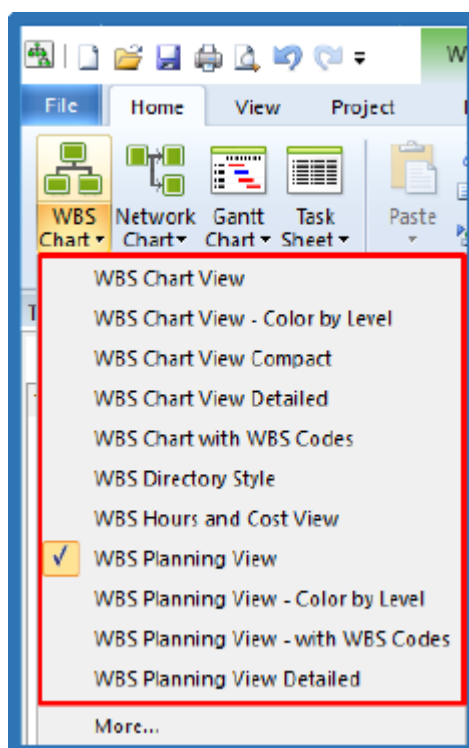 W
File Home View Project
WBS Chart Network Chart Gantt Chart Task Sheet Paste
T
WBS Chart View
WBS Chart View - Color by Level
WBS Chart View Compact
WBS Chart View Detailed
WBS Chart with WBS Codes
WBS Directory Style
WBS Hours and Cost View
WBS Planning View
WBS Planning View - Color by Level
WBS Planning View - with WBS Codes
WBS Planning View Detailed
More...